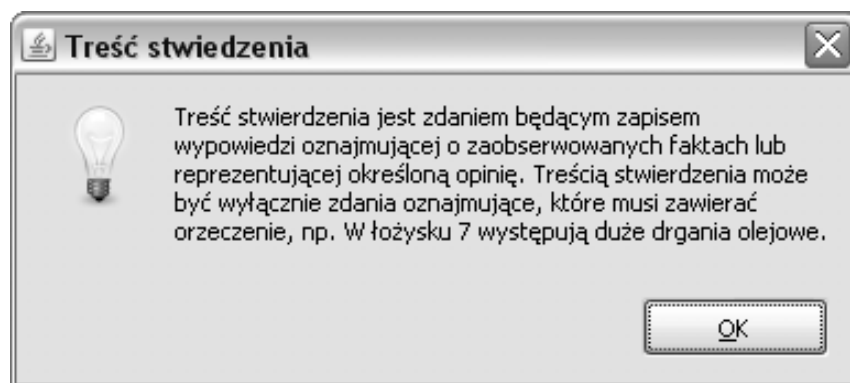 Treść stwiedzenia
Treść stwierdzenia jest zdaniem będącym zapisem
wypowiedzi oznajmującej o zaobserwowanych faktach lub
reprezentującej określoną opinię. Treścią stwierdzenia może
być wyłącznie zdania oznajmujące, które musi zawierać
orzeczenie, np. W łożysku 7 występują duże drgania olejowe.
OK